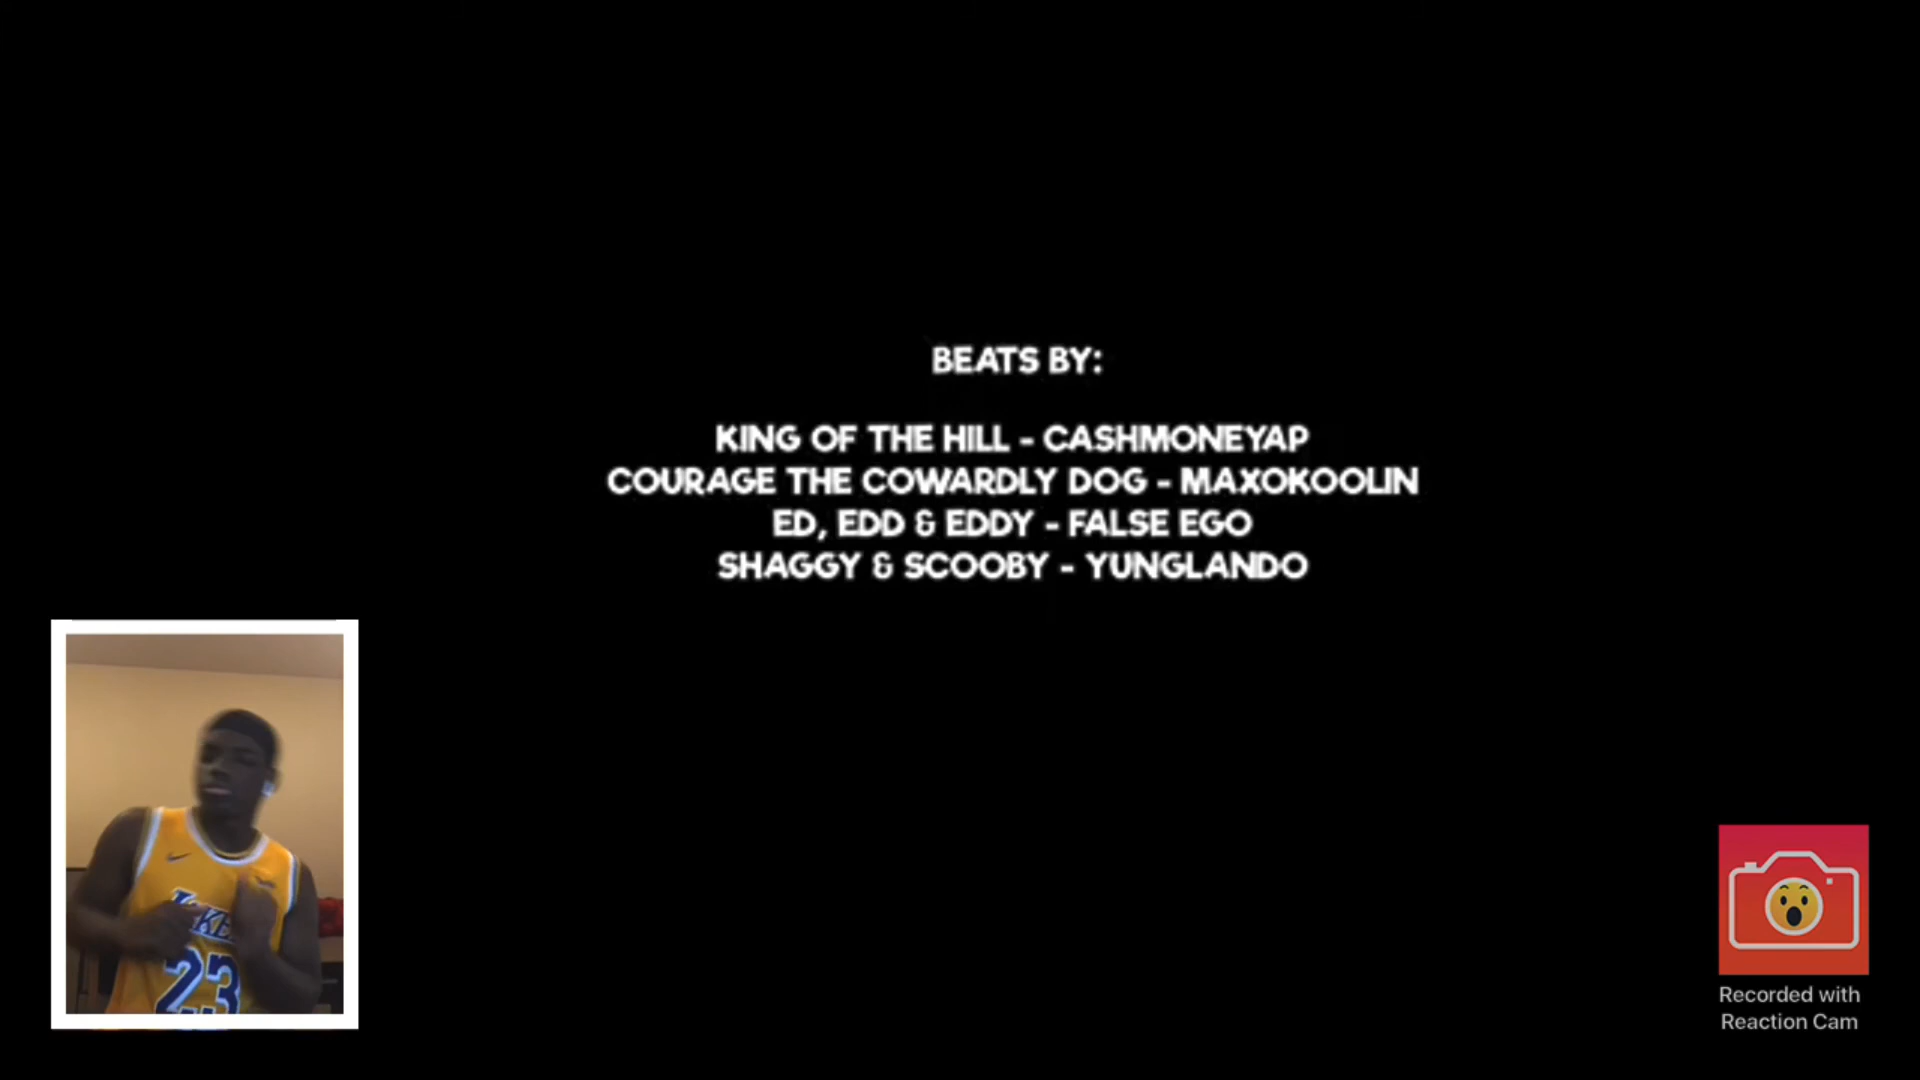 BEATS BY:
KING OF THE HILL - CASHMONEYAP
COURAGE THE COWARDLY DOG - MAXOKOOLIN
ED, EDD & EDDY - FALSE EGO
SHAGGY & SCOOBY - YUNGLANDO
23
Recorded with
Reaction Cam